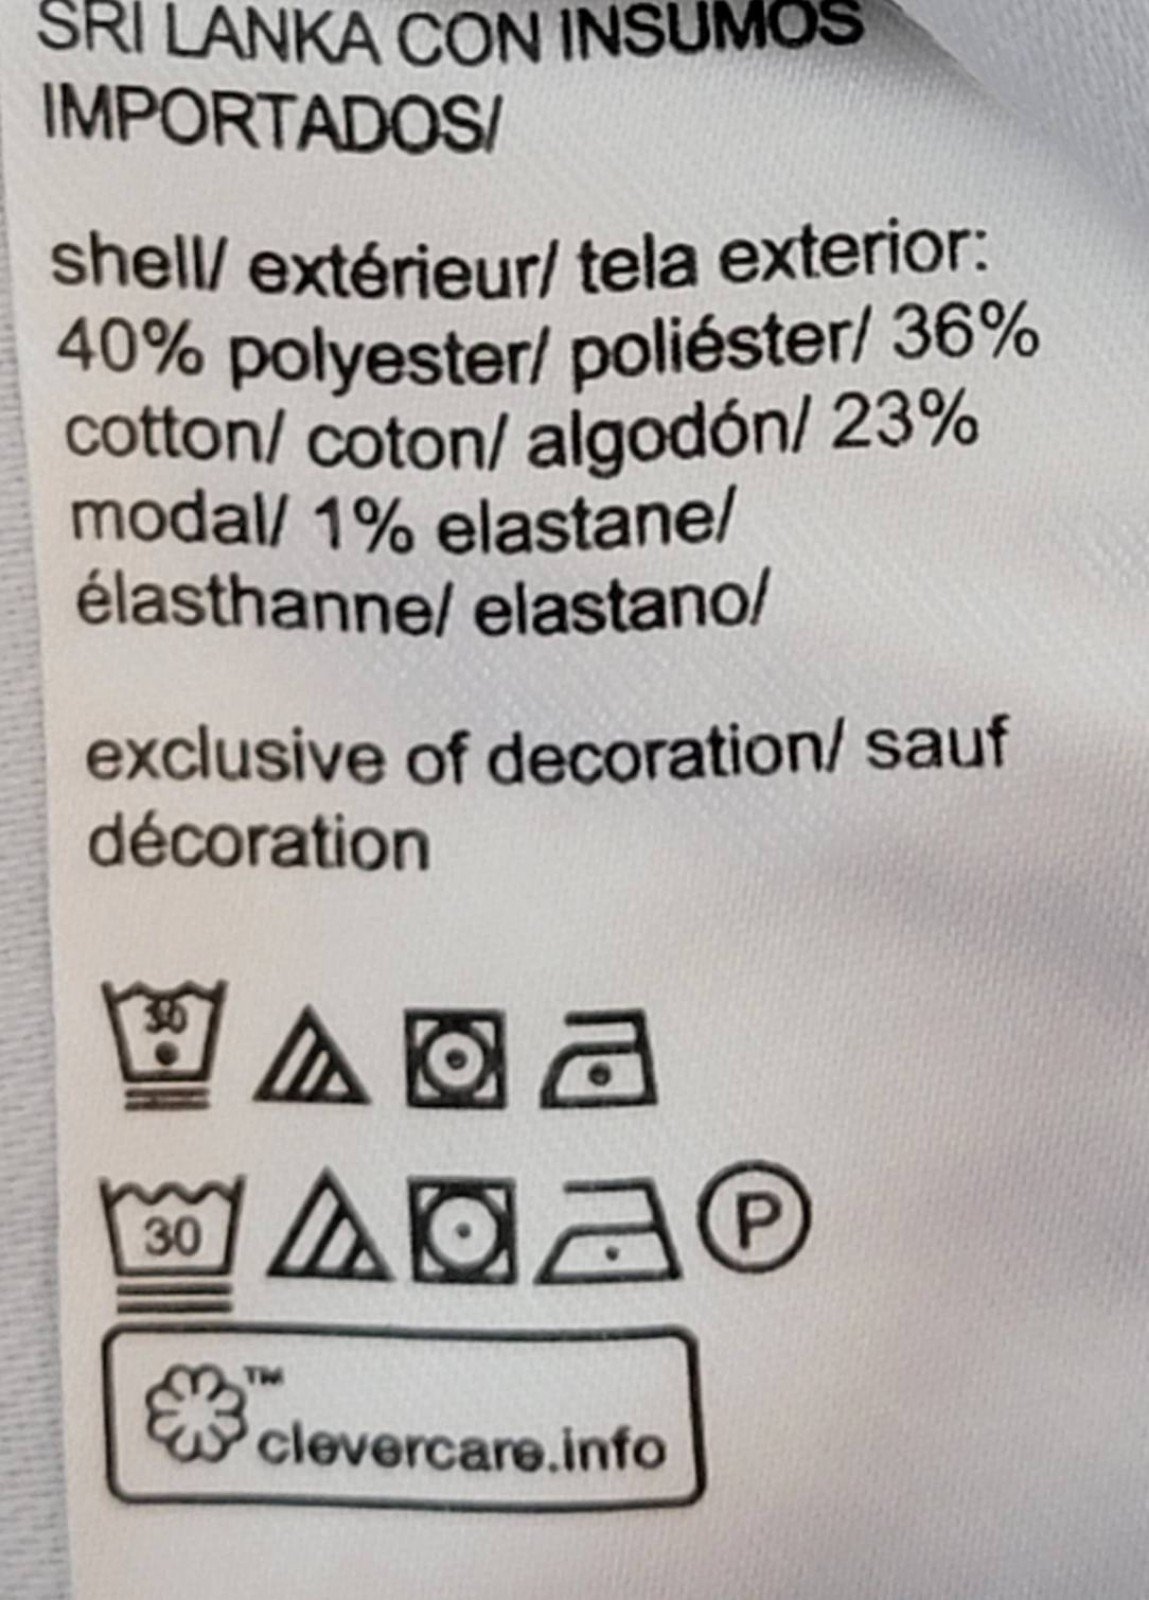 SRI LANKA CON INSUMOS
IMPORTADOS/
shell/ extérieur/ tela exterior:
40% polyester/ poliéster/ 36%
cotton/ coton/ algodón/ 23%
modal/ 1% elastane/
élasthanne/ elastano/
exclusive of decoration/ sauf
décoration
30
30 P
™
clevercare.info